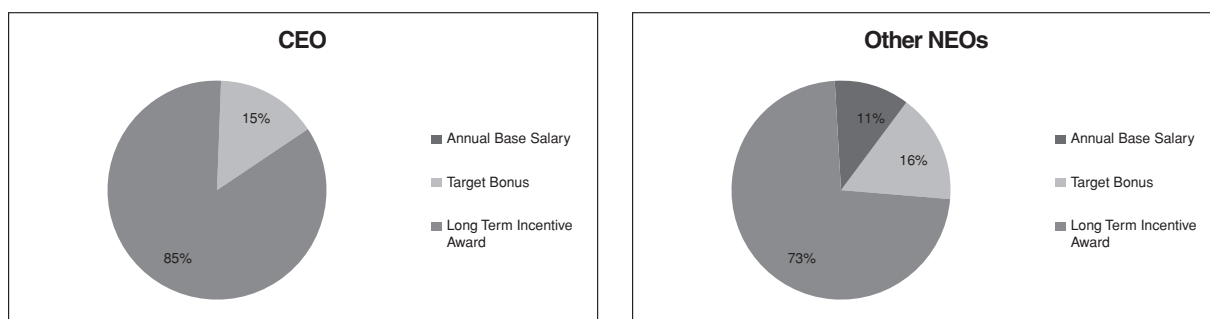 CEO
15%
85%
Annual Base Salary
Target Bonus
Long Term Incentive
Award
Other NEOs
11%
16%
73%
Annual Base Salary
Target Bonus
Long Term Incentive
Award